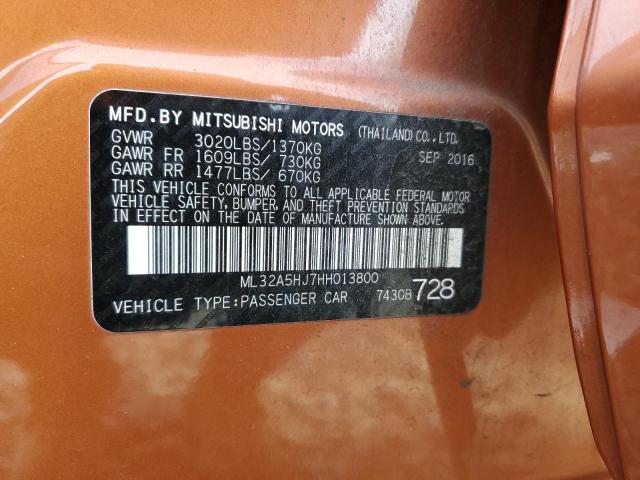 MFD.BY MITSUBISHI MOTORS (THAILAND) CO., LTD.
GVWR 3020LBS/1370KG SEP 2016
GAWR FR 1609LBS/ 730KG
GAWR RR 1477LBS/ 670KG
THIS VEHICLE CONFORMS TO ALL APPLICABLE FEDERAL MOTOR
VEHICLE SAFETY, BUMPER, AND THEFT PREVENTION STANDARDS
IN EFFECT ON THE DATE OF MANUFACTURE SHOWN ABOVE.
ML32A5HJ7HH013800
VEHICLE TYPE:PASSENGER CAR 7430B 728